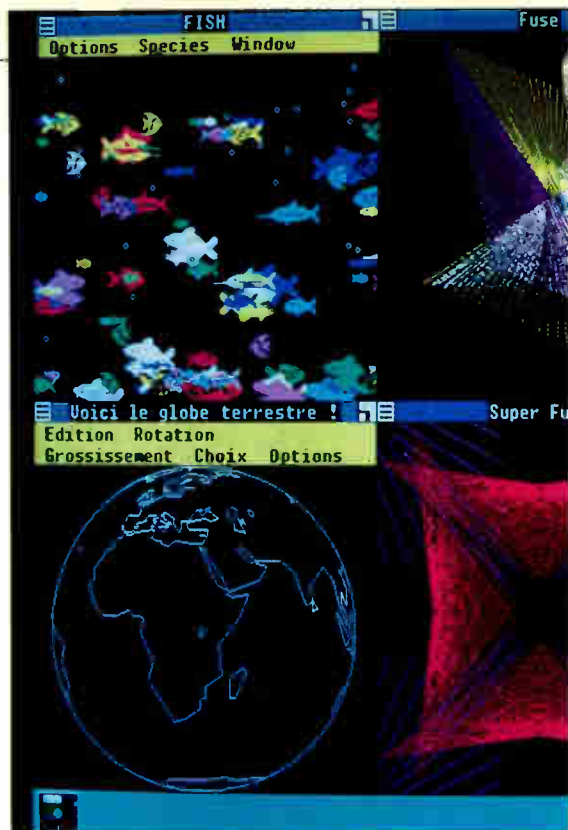 FISH
Options Species Window
Fuse
Voici le globe terrestre !
Edition Rotation
Grossissement Choix Options
Super Fu